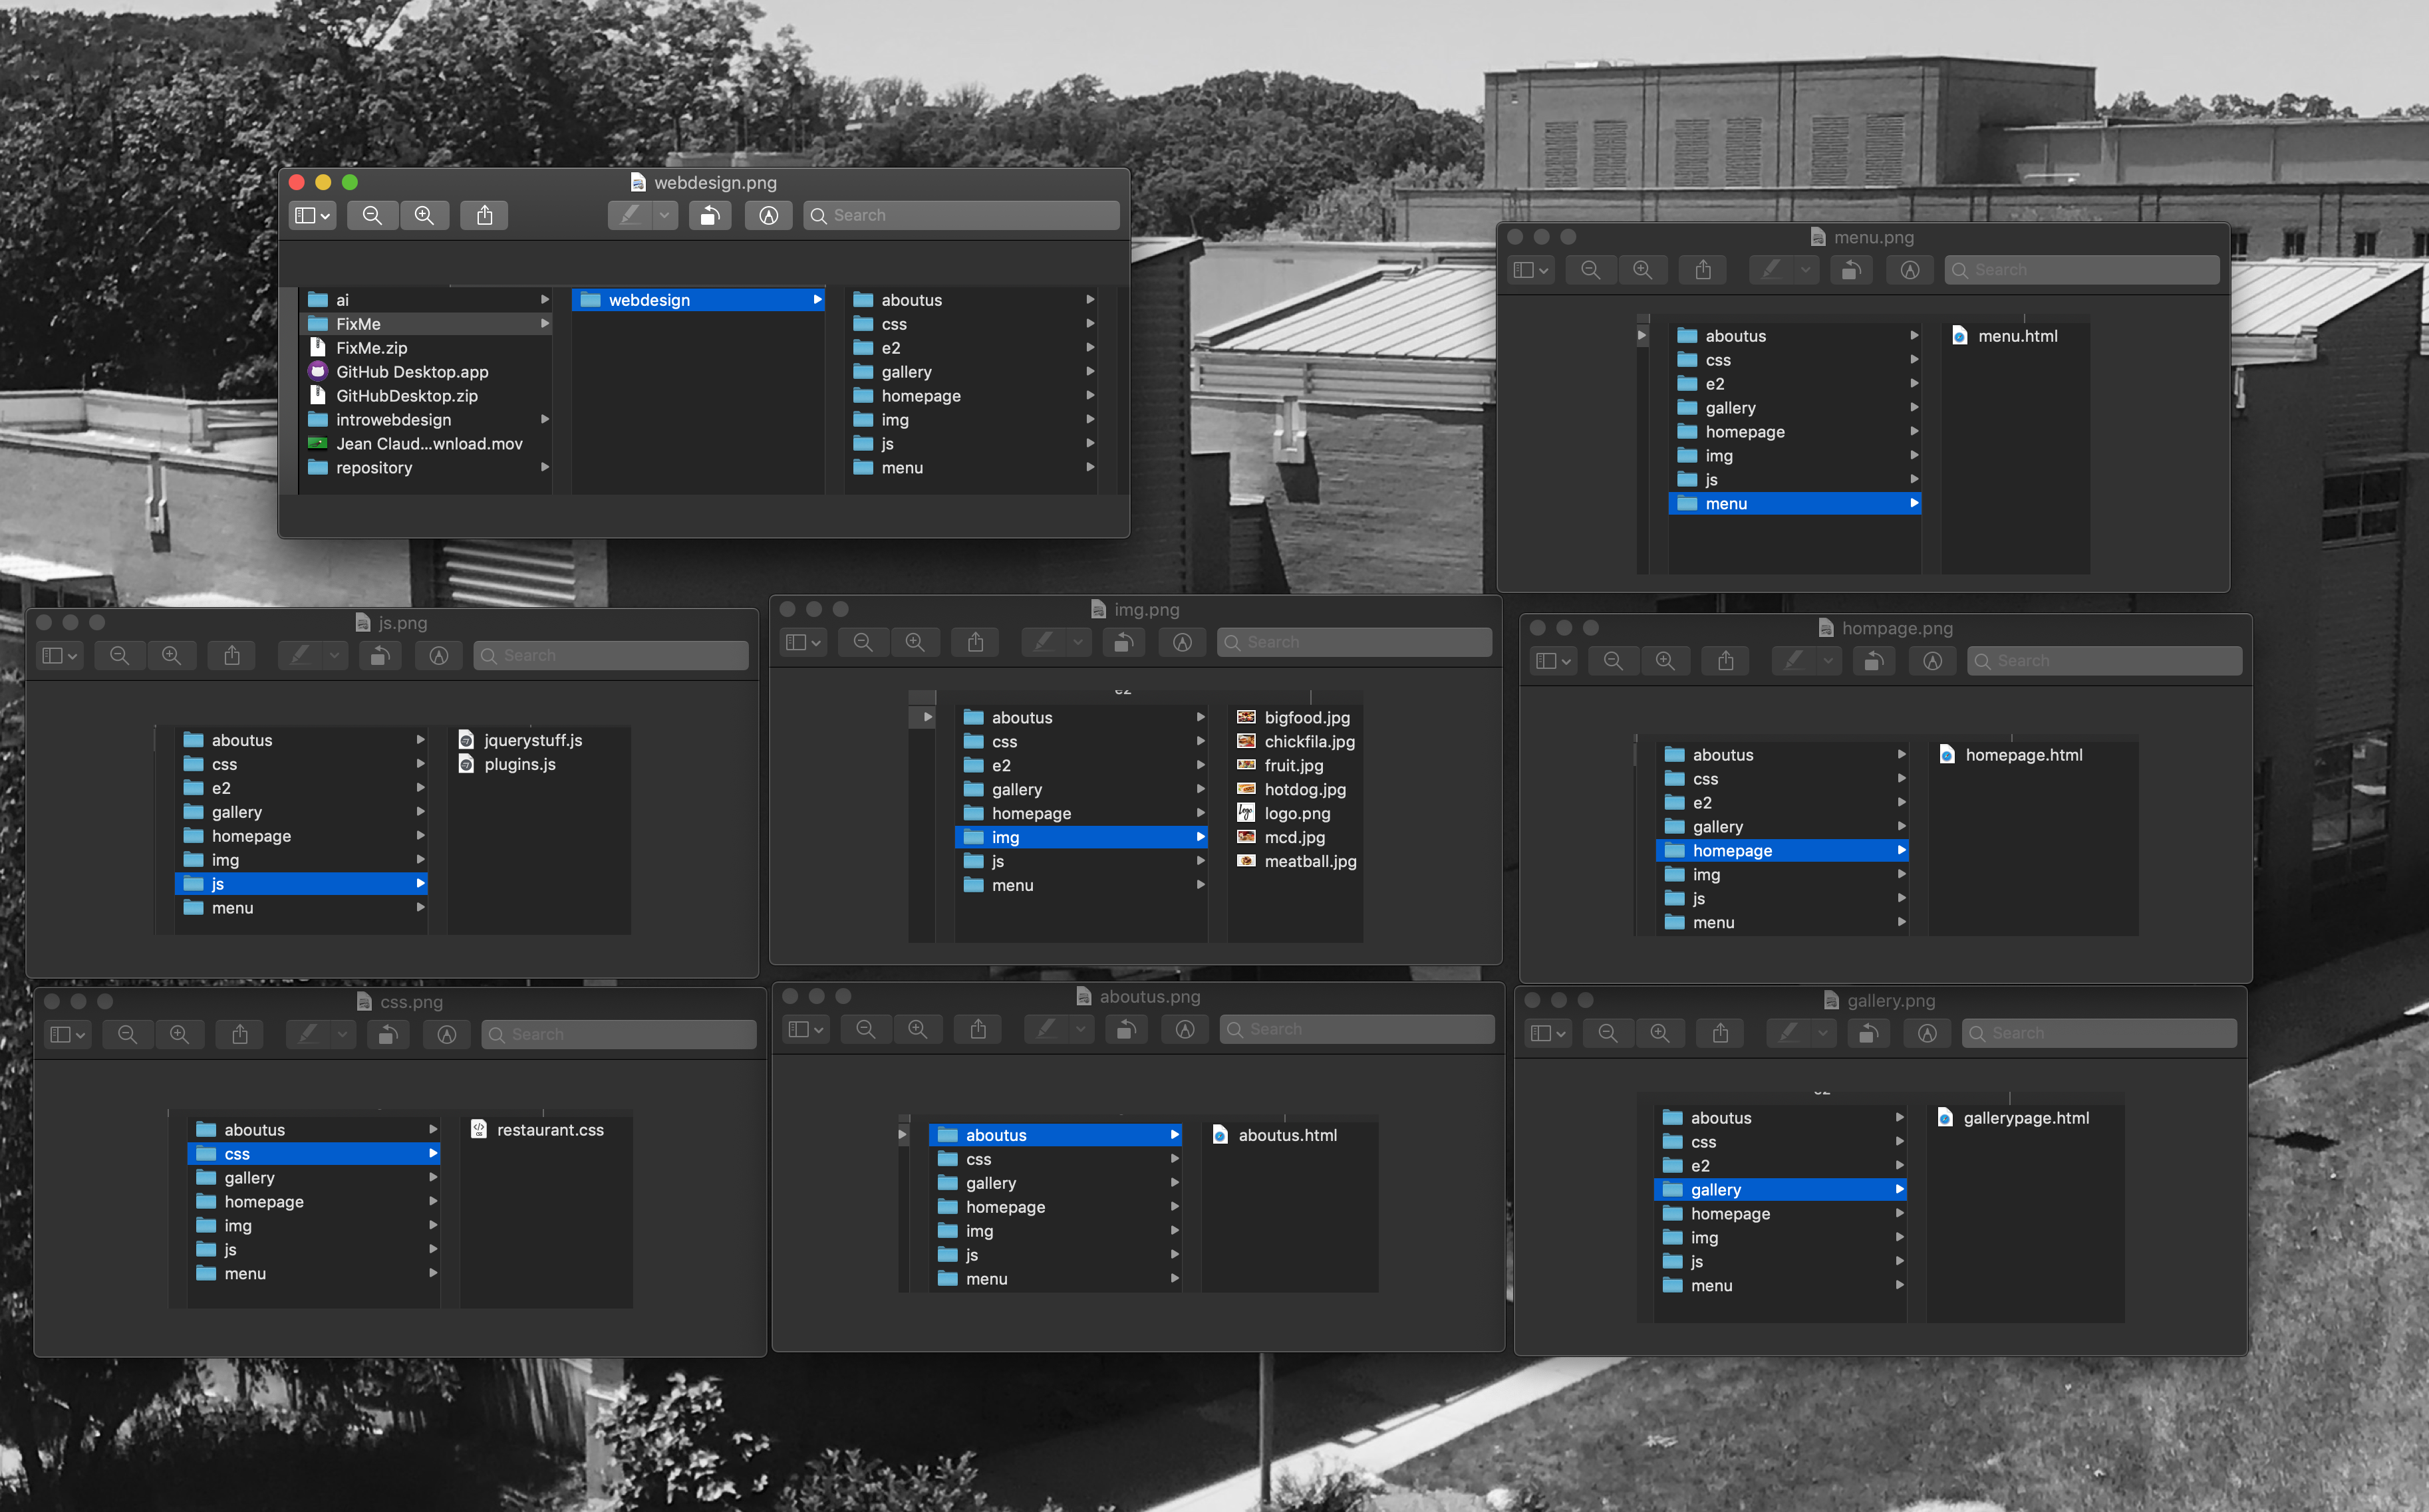 webdesign.png
Search
ai
FixMe
FixMe.zip
GitHub Desktop.app
GitHubDesktop.zip
introwebdesign
Jean Claud...wnload.mov
repository
webdesign
aboutus
css
e2
gallery
homepage
img
js
menu
menu.png
Search
aboutus
css
e2
gallery
homepage
img
js
menu
menu.html
js.png
Search
aboutus
css
e2
gallery
homepage
img
js
menu
jquerystuff.js
plugins.js
img.png
Search
e2
aboutus
css
e2
gallery
homepage
img
js
menu
bigfood.jpg
chickfila.jpg
fruit.jpg
hotdog.jpg
logo.png
mcd.jpg
meatball.jpg
hompage.png
Search
aboutus
css
e2
gallery
homepage
img
js
menu
homepage.html
css.png
Search
aboutus
css
gallery
homepage
img
js
menu
restaurant.css
aboutus.png
Search
aboutus
css
gallery
homepage
img
js
menu
aboutus.html
gallery.png
Search
aboutus
css
e2
gallery
homepage
img
js
menu
gallerypage.html